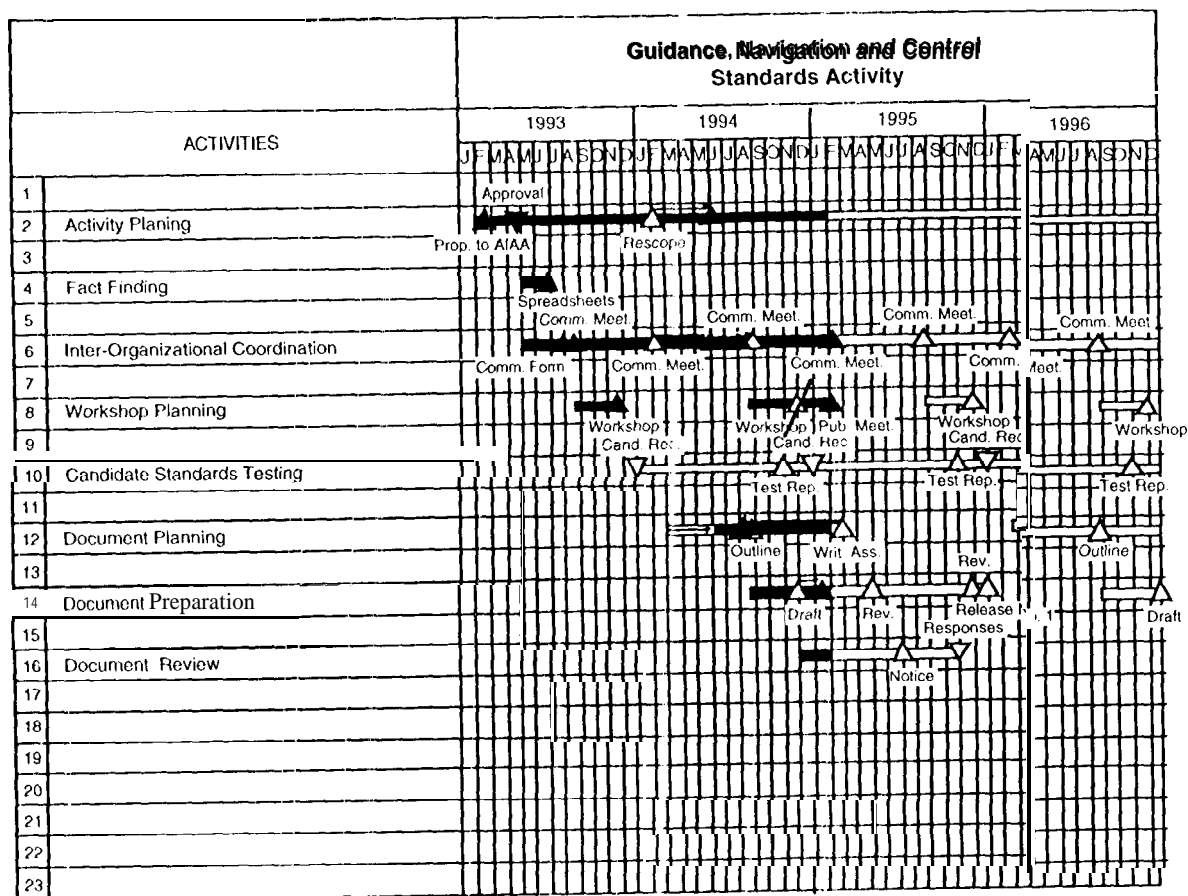 Guidance, Navigation and Control
Standards Activity
ACTIVITIES
1993 1994 1995 1996
J F M A M J J A S O N D J F M A M J J A S O N D J F M A M J J A S O N D J F M A M J J A S O N D
1
Approval
2 Activity Planing
Prop. to AIAA Rescope
3
4 Fact Finding
Spreadsheets
5
Comm. Meet. Comm. Meet. Comm. Meet. Comm. Meet
6 Inter-Organizational Coordination
Comm. Form Comm. Meet. Comm. Meet. Comm. Meet.
7
8 Workshop Planning
Workshop Workshop Pub. Meet. Workshop Workshop
9
Cand. Rec. Cand. Rec Cand. Rec
10 Candidate Standards Testing
Test Rep. Test Rep. Test Rep.
11
12 Document Planning
Outline Writ. Ass. Outline
13
Rev.
14 Document Preparation
Draft Rev. Release Draft
15
Responses
16 Document Review
Notice
17
18
19
20
21
22
23